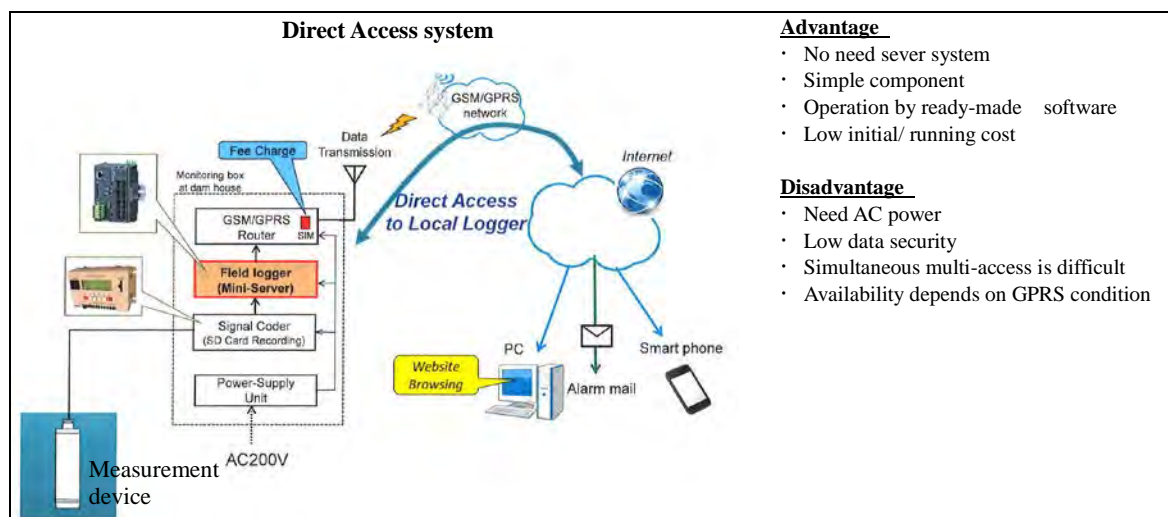 Direct Access system
GSM/GPRS
network
Data
Transmission
Fee Charge
Internet
Monitoring box
at dam house
Direct Access
to Local Logger
GSM/GPRS
Router
SIM
Field logger
(Mini-Server)
Signal Coder
(SD Card Recording)
Power-Supply
Unit
AC200V
Measurement
device
PC
Website
Browsing
Alarm mail
Smart phone
Advantage
・ No need sever system
・ Simple component
・ Operation by ready-made software
・ Low initial/ running cost
Disadvantage
・ Need AC power
・ Low data security
・ Simultaneous multi-access is difficult
・ Availability depends on GPRS condition